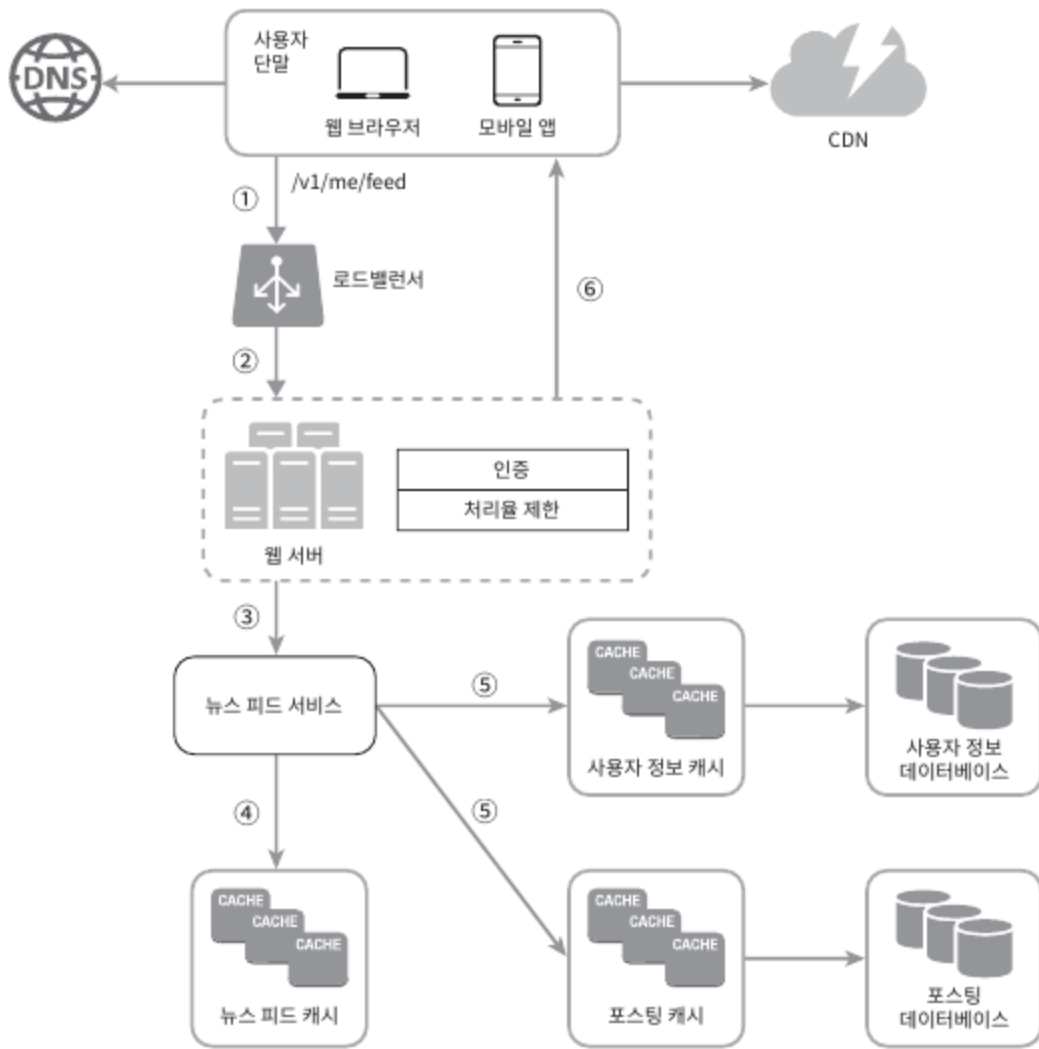 사용자
단말
DNS
웹 브라우저
모바일 앱
CDN
①
/v1/me/feed
로드밸런서
⑥
②
인증
처리율 제한
웹 서버
③
뉴스 피드 서비스
⑤
CACHE
CACHE
CACHE
사용자 정보 캐시
사용자 정보
데이터베이스
④
⑤
CACHE
CACHE
CACHE
뉴스 피드 캐시
CACHE
CACHE
CACHE
포스팅 캐시
포스팅
데이터베이스